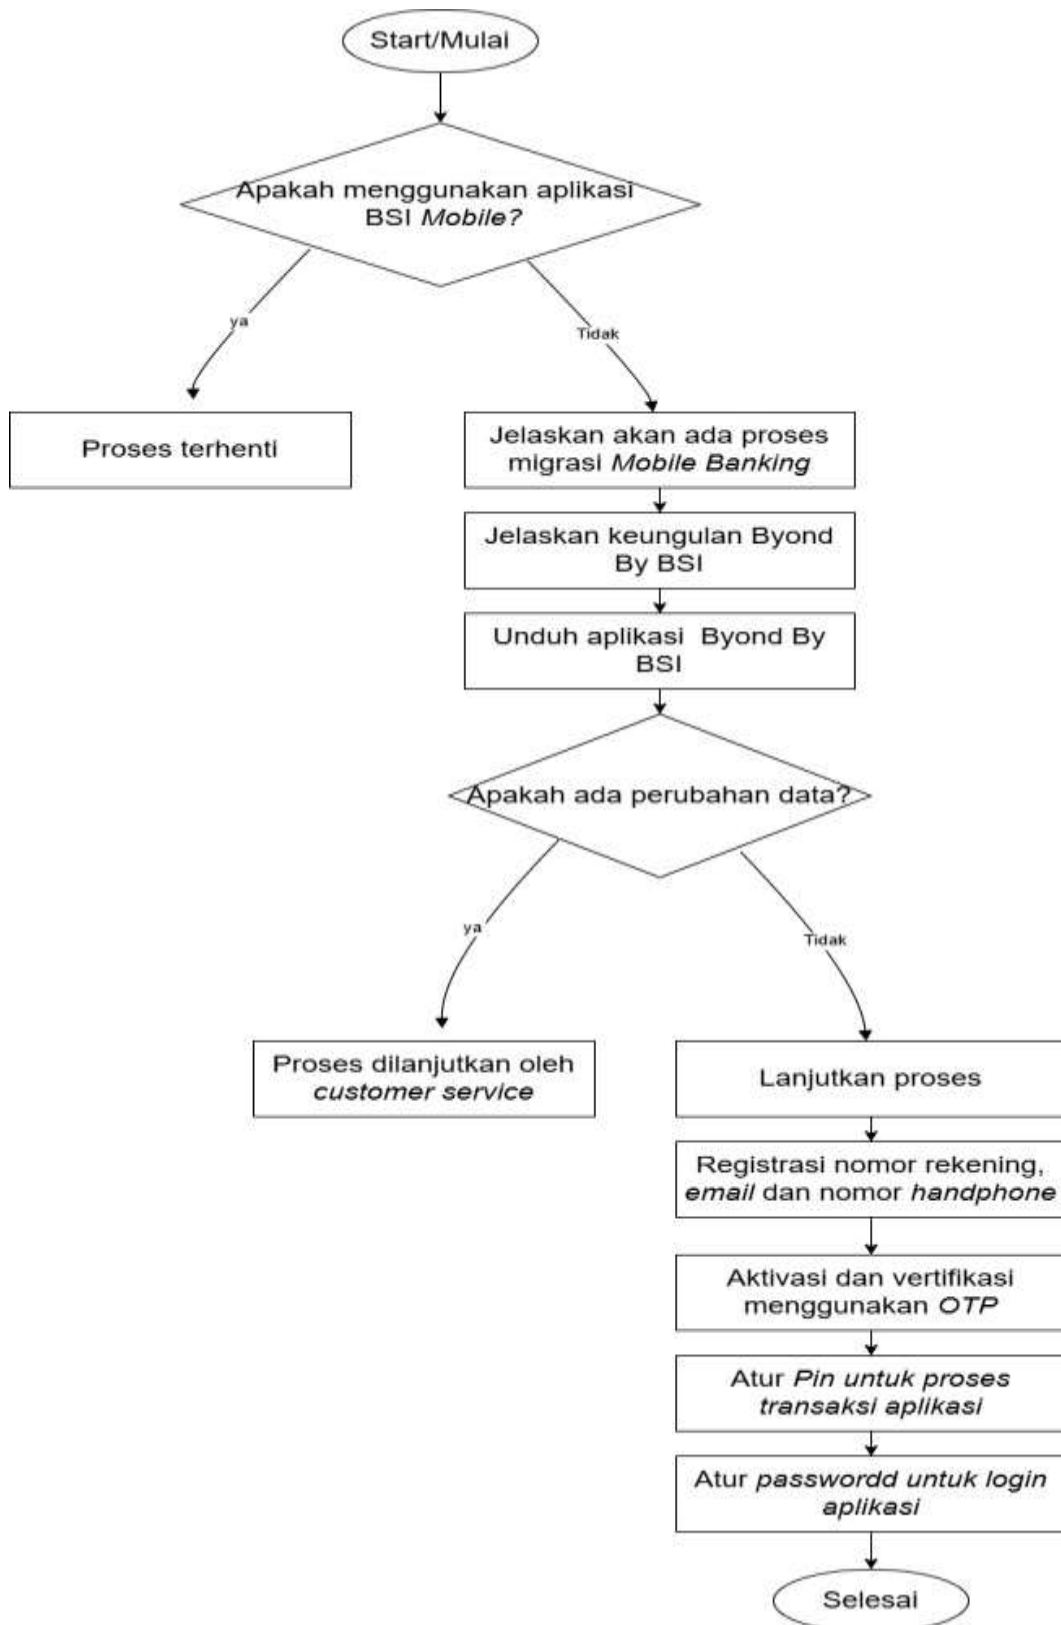 Start/Mulai
Apakah menggunakan aplikasi
BSI Mobile?
ya
Tidak
Proses terhenti
Jelaskan akan ada proses
migrasi Mobile Banking
Jelaskan keungulan Byond
By BSI
Unduh aplikasi Byond By
BSI
Apakah ada perubahan data?
ya
Tidak
Proses dilanjutkan oleh
customer service
Lanjutkan proses
Registrasi nomor rekening,
email dan nomor handphone
Aktivasi dan vertifikasi
menggunakan OTP
Atur Pin untuk proses
transaksi aplikasi
Atur passwordd untuk login
aplikasi
Selesai